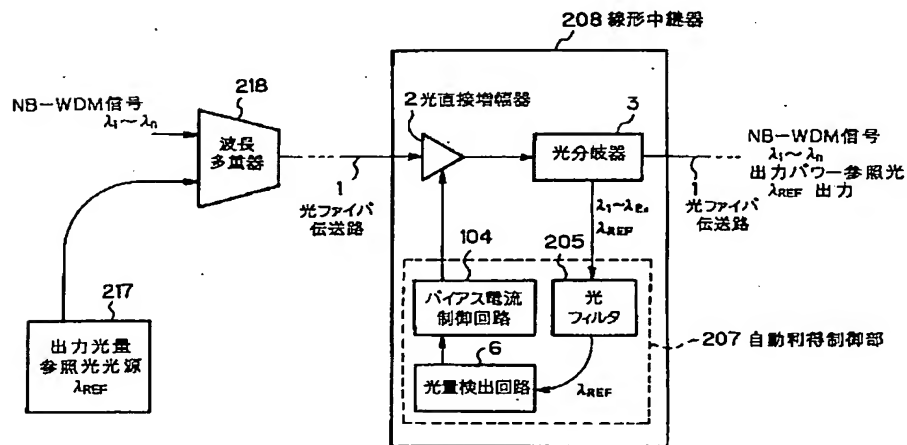 208 線形中継器
218
NB-WDM信号
λ1~λn
波長
多重器
2 光直接増幅器
3
光分岐器
NB-WDM信号
λ1~λn
出力パワー参照光
λREF 出力
1
光ファイバ
伝送路
1
光ファイバ
伝送路
λREF
104
205
バイアス電流
制御回路
光
フィルタ
207 自動利得制御部
217
出力光量
参照光光源
λREF
6
光量検出回路
λREF